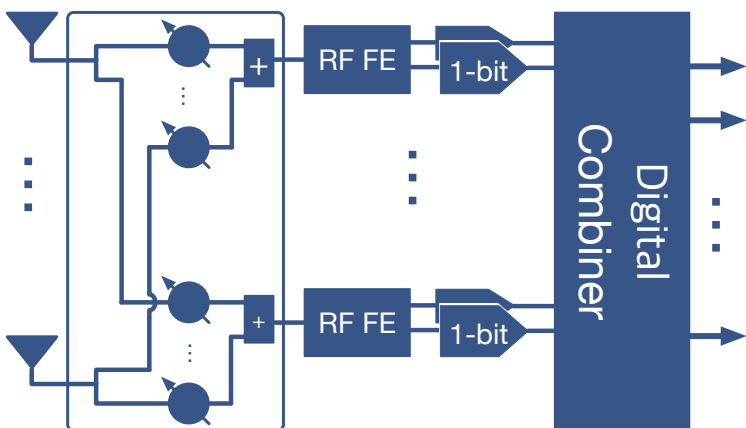 +
RF FE
1-bit
+
RF FE
1-bit
Digital
Combiner